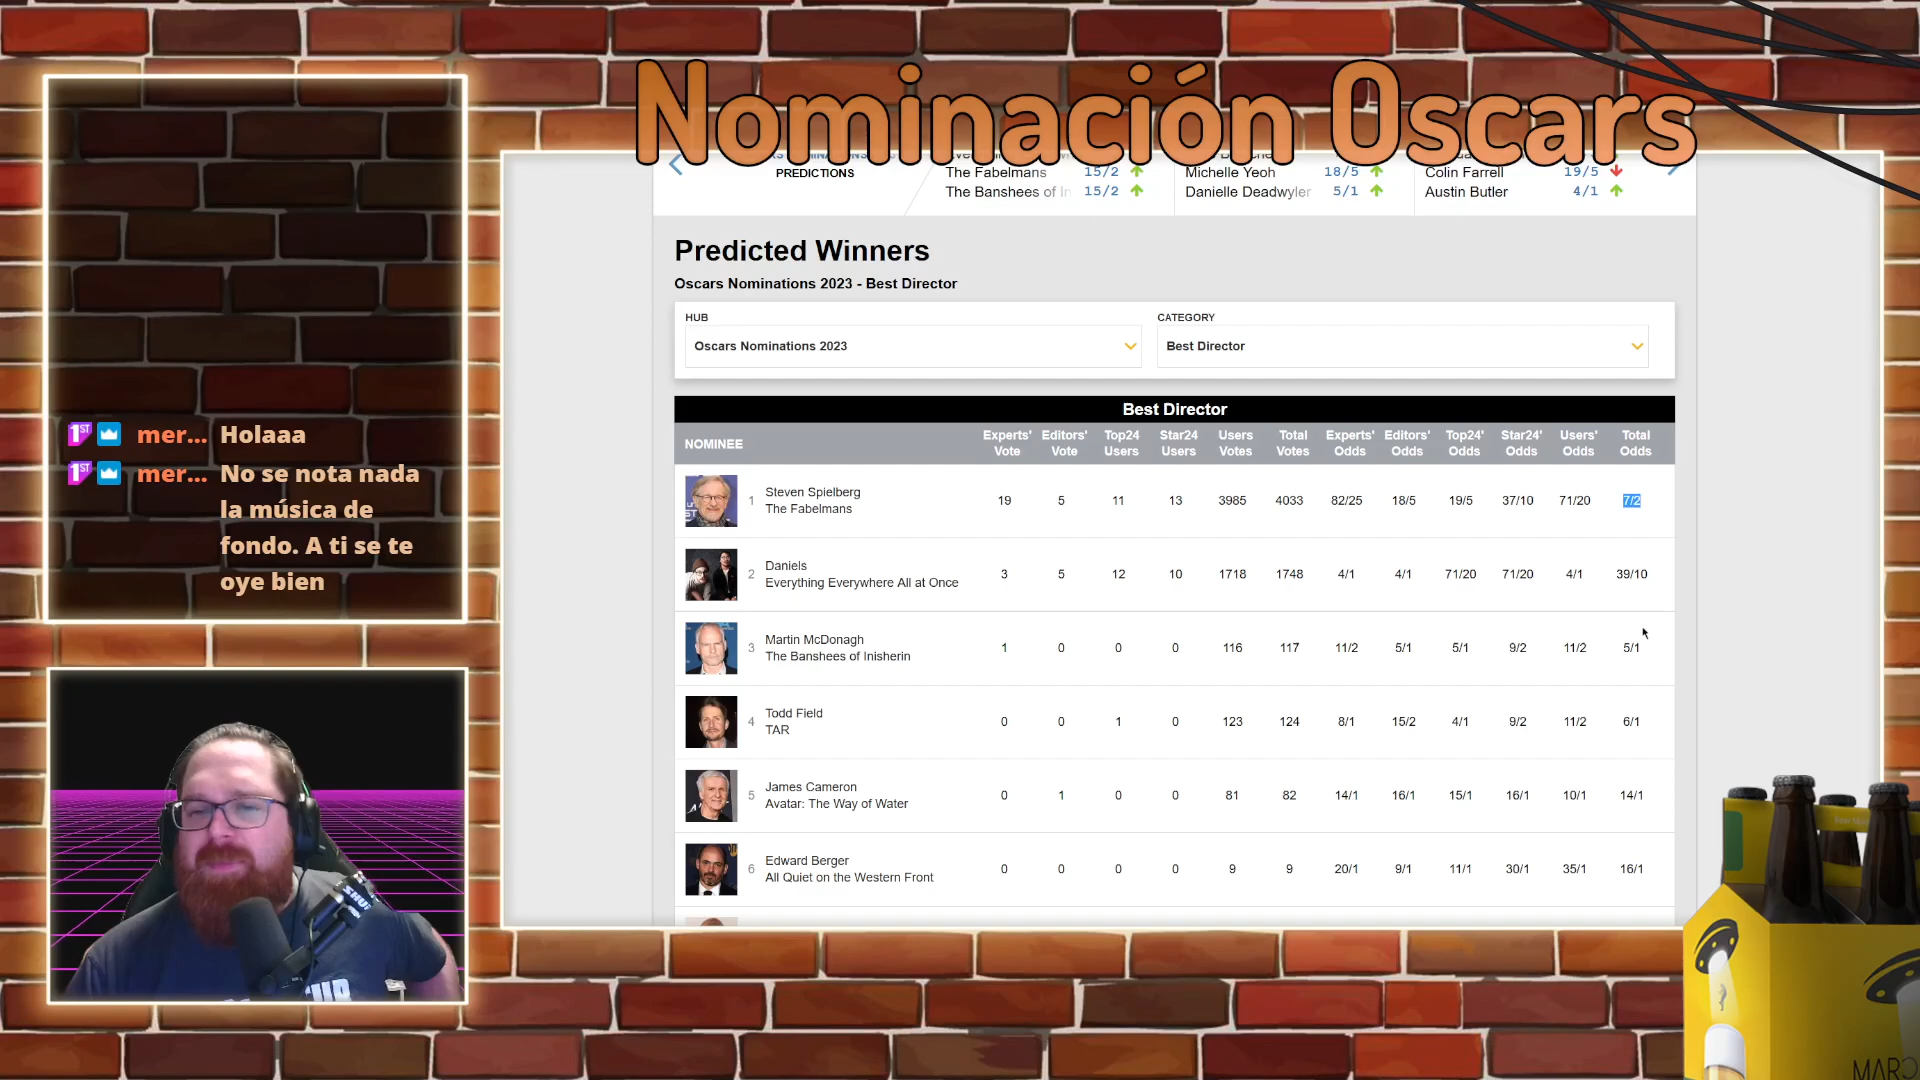 Nominación Oscars
PREDICTIONS
The Fabelmans 15/2
The Banshees of In 15/2
Michelle Yeoh 18/5
Danielle Deadwyler 5/1
Colin Farrell 19/5
Austin Butler 4/1
Predicted Winners
Oscars Nominations 2023 - Best Director
HUB
Oscars Nominations 2023
CATEGORY
Best Director
Best Director
NOMINEE Experts' Vote Editors' Vote Top24 Users Star24 Users Users Votes Total Votes Experts' Odds Editors' Odds Top24' Odds Star24' Odds Users' Odds Total Odds
1 Steven Spielberg 19 5 11 13 3985 4033 82/25 18/5 19/5 37/10 71/20 7/2
The Fabelmans
2 Daniels 3 5 12 10 1718 1748 4/1 4/1 71/20 71/20 4/1 39/10
Everything Everywhere All at Once
3 Martin McDonagh 1 0 0 0 116 117 11/2 5/1 5/1 9/2 11/2 5/1
The Banshees of Inisherin
4 Todd Field 0 0 1 0 123 124 8/1 15/2 4/1 9/2 11/2 6/1
TAR
5 James Cameron 0 1 0 0 81 82 14/1 16/1 15/1 16/1 10/1 14/1
Avatar: The Way of Water
6 Edward Berger 0 0 0 0 9 9 20/1 9/1 11/1 30/1 35/1 16/1
All Quiet on the Western Front
1ST mer... Holaaa
1ST mer... No se nota nada
la música de
fondo. A ti se te
oye bien
SHUR
MARC